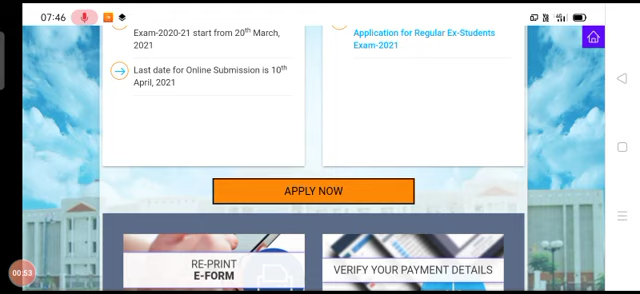 07:46
Exam-2020-21 start from 20th March,
2021
Last date for Online Submission is 10th
April, 2021
Application for Regular Ex-Students
Exam-2021
APPLY NOW
RE-PRINT
E-FORM
VERIFY YOUR PAYMENT DETAILS
00:53